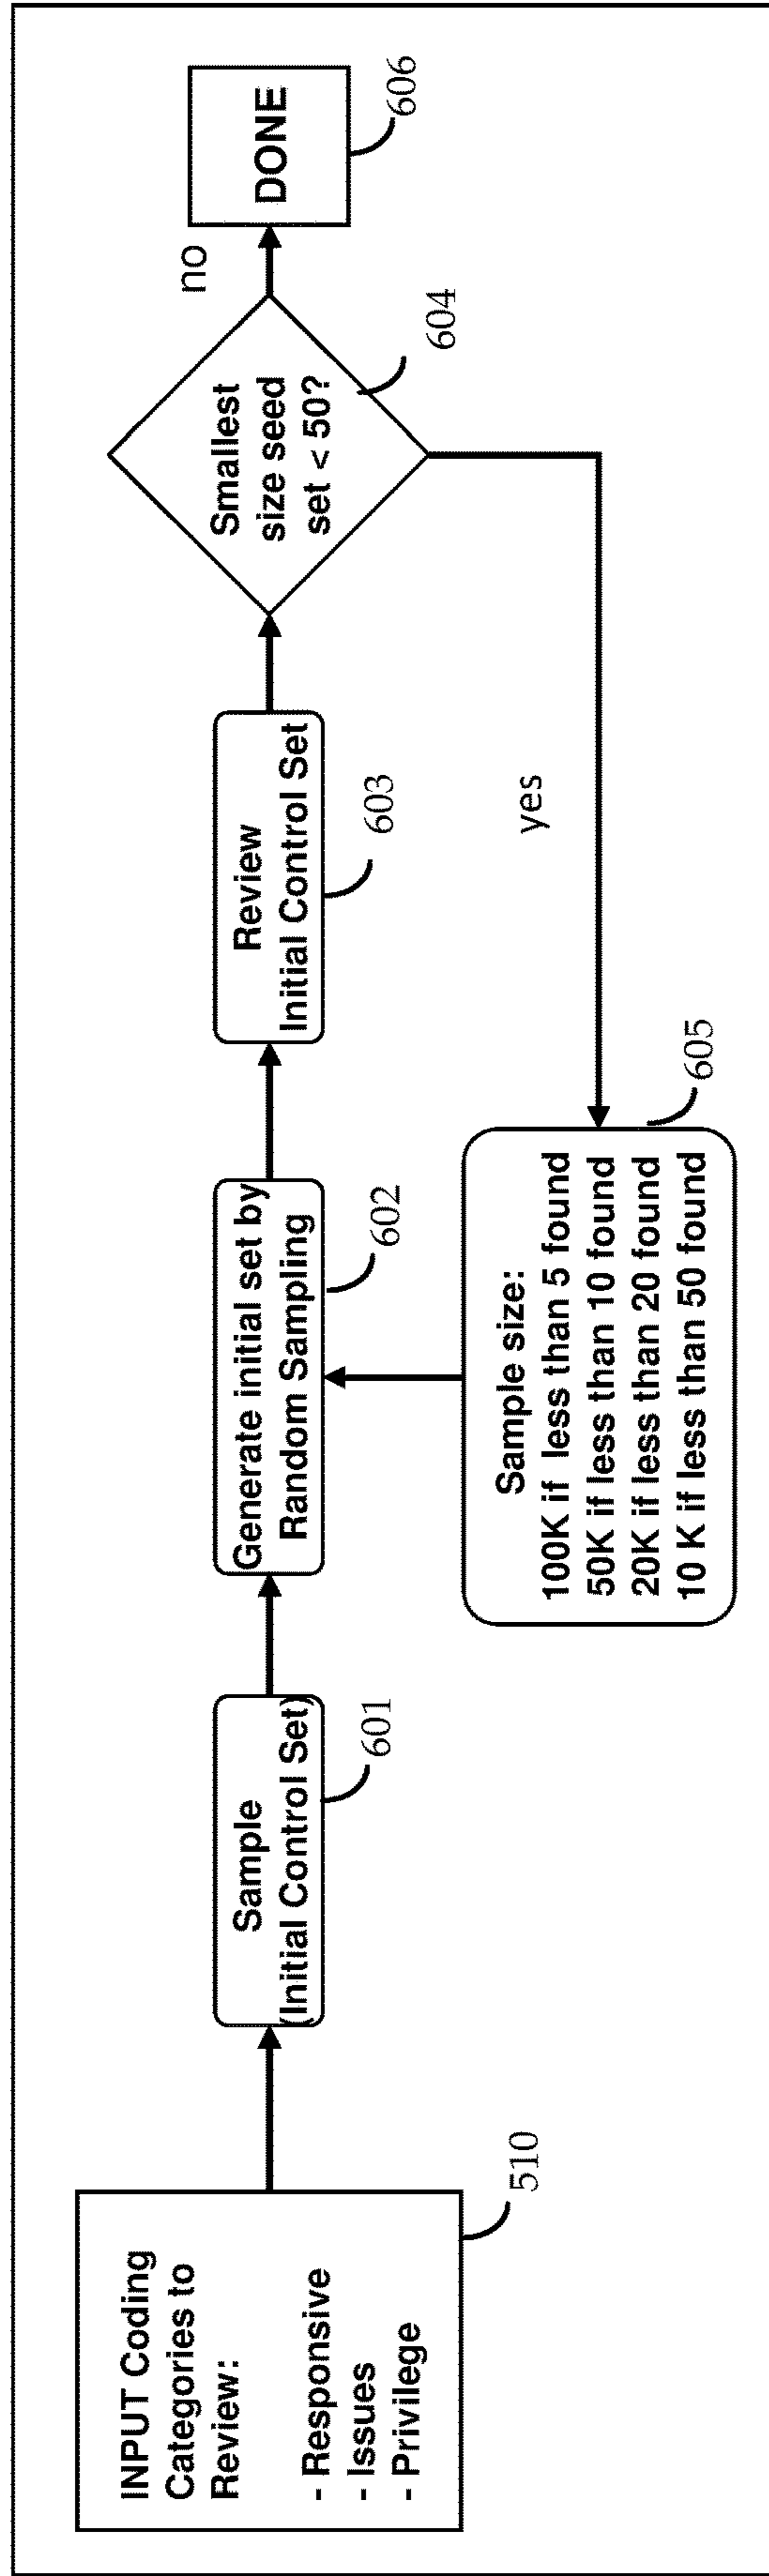 INPUT Coding
Categories to
Review:
- Responsive
- Issues
- Privilege
510
Sample
(Initial Control Set)
601
Generate initial set by
Random Sampling
602
Review
Initial Control Set
603
Smallest
size seed
set < 50?
604
no
DONE
606
yes
Sample size:
100K if less than 5 found
50K if less than 10 found
20K if less than 20 found
10 K if less than 50 found
605